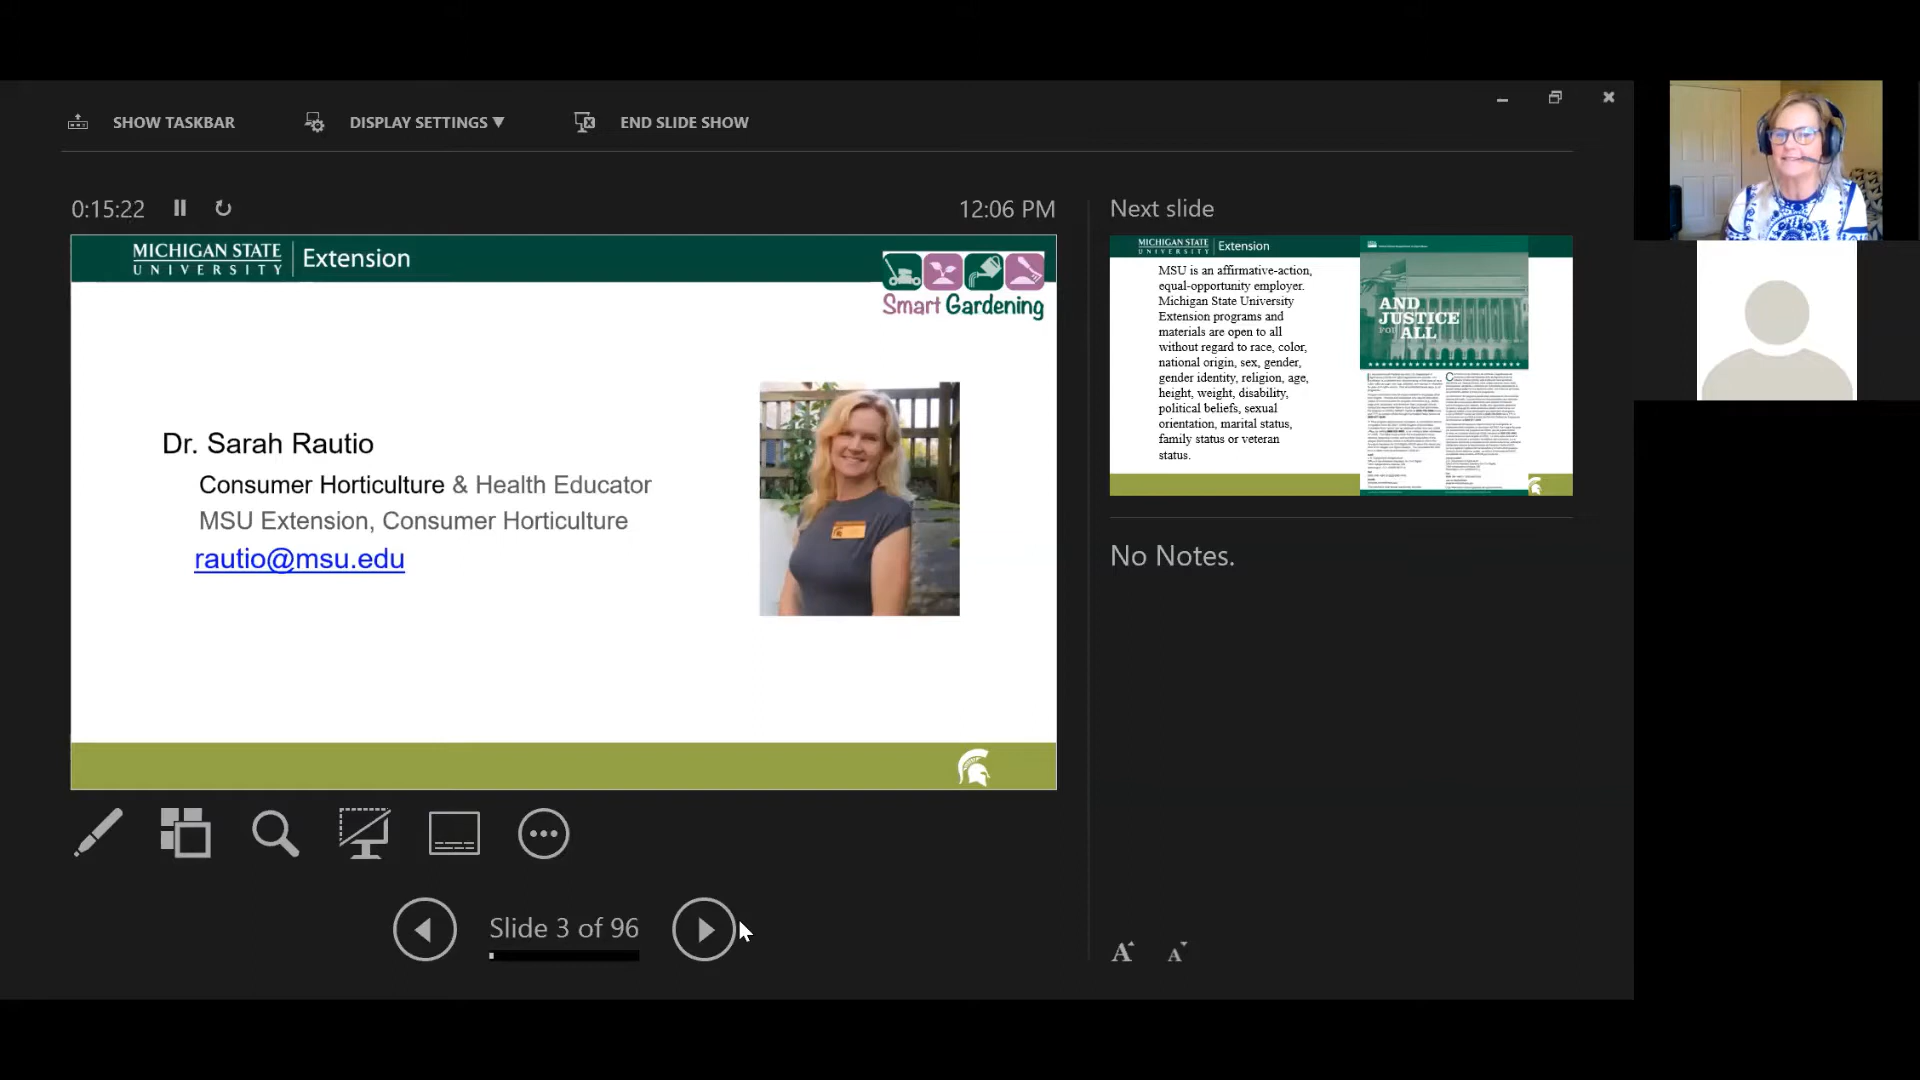 SHOW TASKBAR
DISPLAY SETTINGS ▼
END SLIDE SHOW
0:15:22
12:06 PM
MICHIGAN STATE
UNIVERSITY
Extension
Smart Gardening
Dr. Sarah Rautio
Consumer Horticulture & Health Educator
MSU Extension, Consumer Horticulture
rautio@msu.edu
Slide 3 of 96
Next slide
MICHIGAN STATE
UNIVERSITY
Extension
MSU is an affirmative-action,
equal-opportunity employer.
Michigan State University
Extension programs and
materials are open to all
without regard to race, color,
national origin, sex, gender,
gender identity, religion, age,
height, weight, disability,
political beliefs, sexual
orientation, marital status,
family status or veteran
status.
AND
JUSTICE
FOR ALL
No Notes.
A A